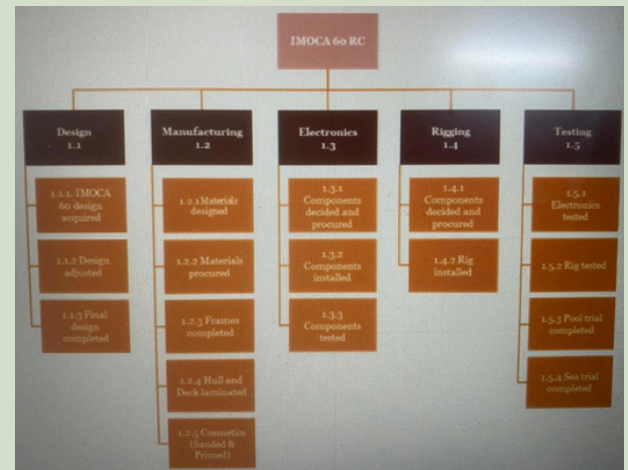 IMOCA 60 RC
Design
1.1
1.1.1. IMOCA
60 design
acquired
1.1.2 Design
adjusted
1.1.3 Final
design
completed
Manufacturing
1.2
1.2.1 Materials
designed
1.2.2 Materials
procured
1.2.3 Frames
completed
1.2.4 Hull and
Deck laminated
1.2.5 Cosmetics
(Sanded &
Primed)
Electronics
1.3
1.3.1
Components
decided and
procured
1.3.2
Components
installed
1.3.3
Components
tested
Rigging
1.4
1.4.1
Components
decided and
procured
1.4.2 Rig
installed
Testing
1.5
1.5.1
Electronics
tested
1.5.2 Rig tested
1.5.3 Pool trial
completed
1.5.4 Sea trial
completed